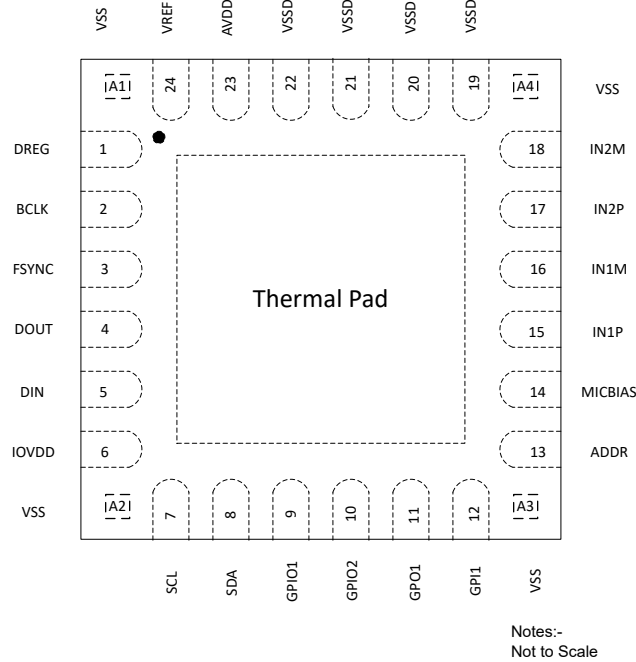 VSS
VREF
AVDD
VSSD
VSSD
VSSD
VSSD
A1
24
23
22
21
20
19
A4
VSS
DREG
1
18
IN2M
BCLK
2
17
IN2P
FSYNC
3
16
IN1M
Thermal Pad
DOUT
4
15
IN1P
DIN
5
14
MICBIAS
IOVDD
6
13
ADDR
VSS
A2
7
8
9
10
11
12
A3
SCL
SDA
GPIO1
GPIO2
GPO1
GPI1
VSS
Notes:-
Not to Scale